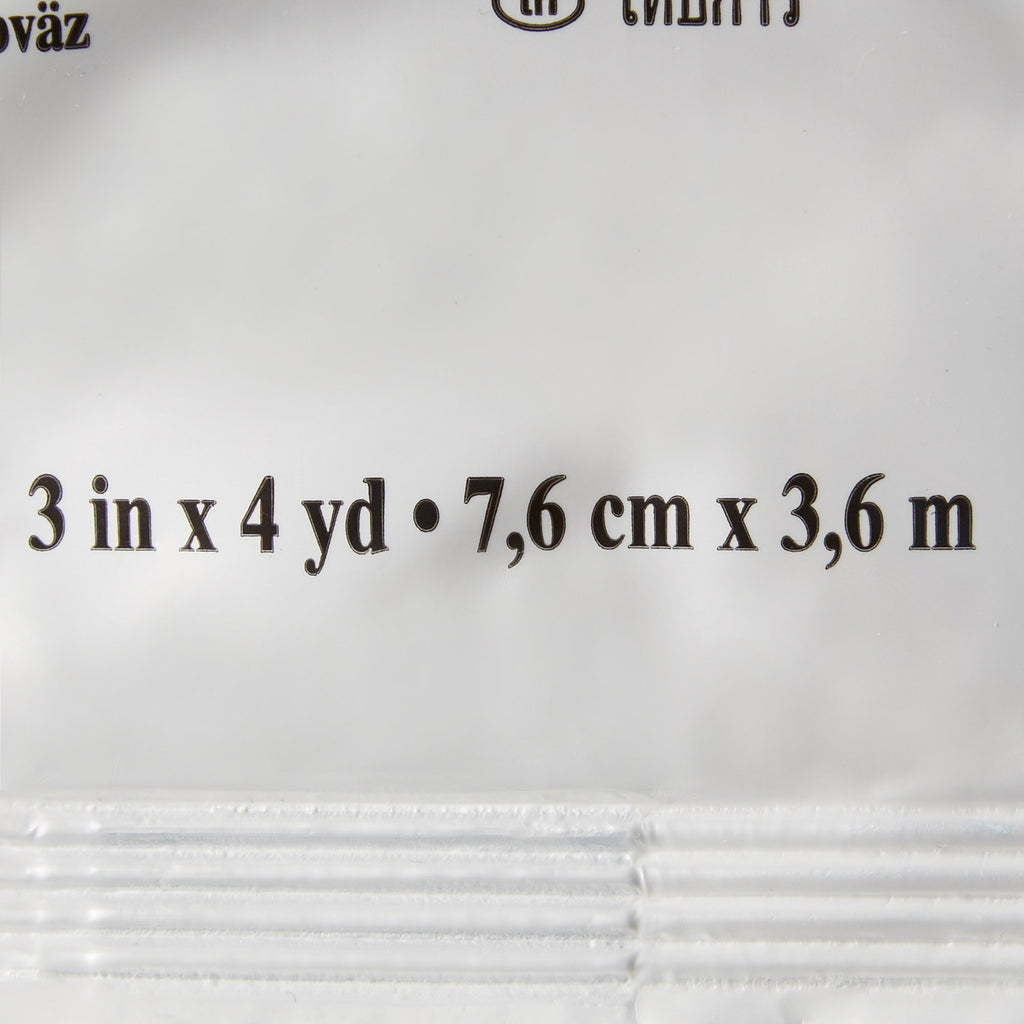 3 in x 4 yd • 7,6 cm x 3,6 m